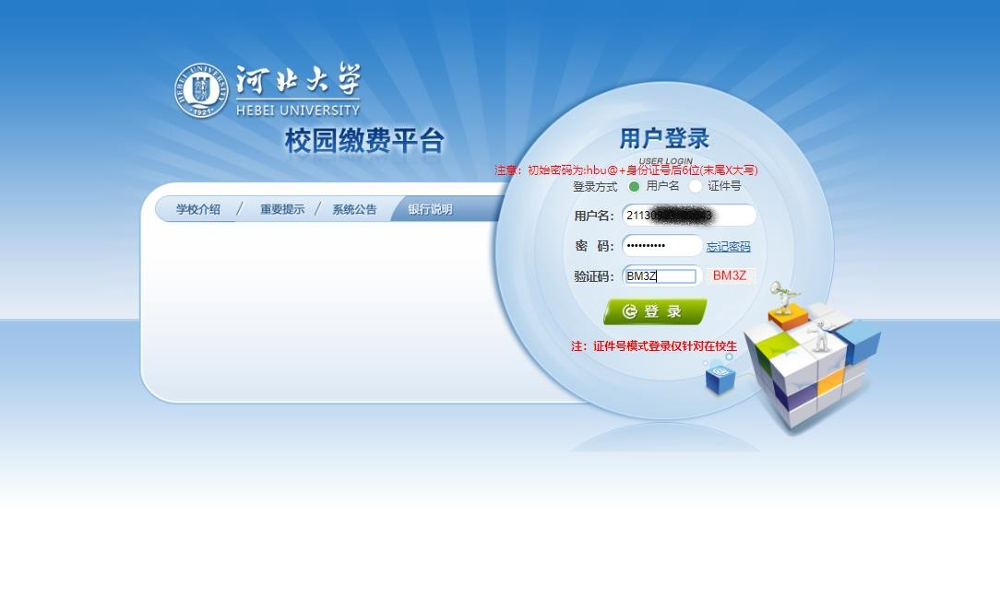 HEBEI UNIVERSITY
1921
河北大学
HEBEI UNIVERSITY
校园缴费平台
学校介绍 / 重要提示 / 系统公告 银行说明
用户登录
USER LOGIN
注意：初始密码为:hbu@+身份证号后6位(末尾X大写)
登录方式 用户名 证件号
用户名： 2113
密 码： •••••••••• 忘记密码
验证码： BM3Z BM3Z
登 录
注：证件号模式登录仅针对在校生